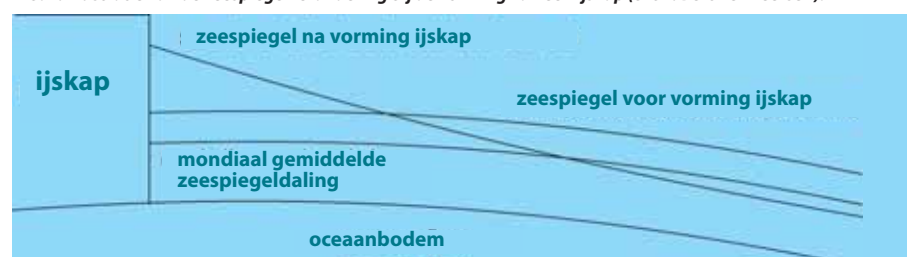 zeespiegel na vorming ijskap
ijskap
zeespiegel voor vorming ijskap
mondiaal gemiddelde
zeespiegeldaling
oceaanbodem